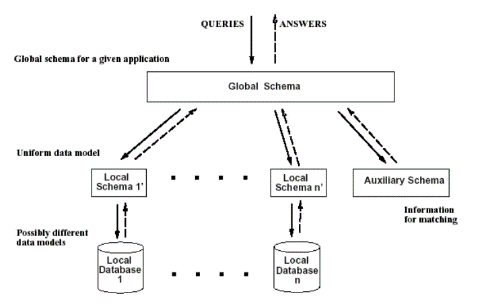 QUERIES ANSWERS
Global schema for a given application
Global Schema
Uniform data model
Local
Schema 1'
Local
Schema n'
Auxiliary Schema
Information
for matching
Possibly different
data models
Local
Database
1
Local
Database
n